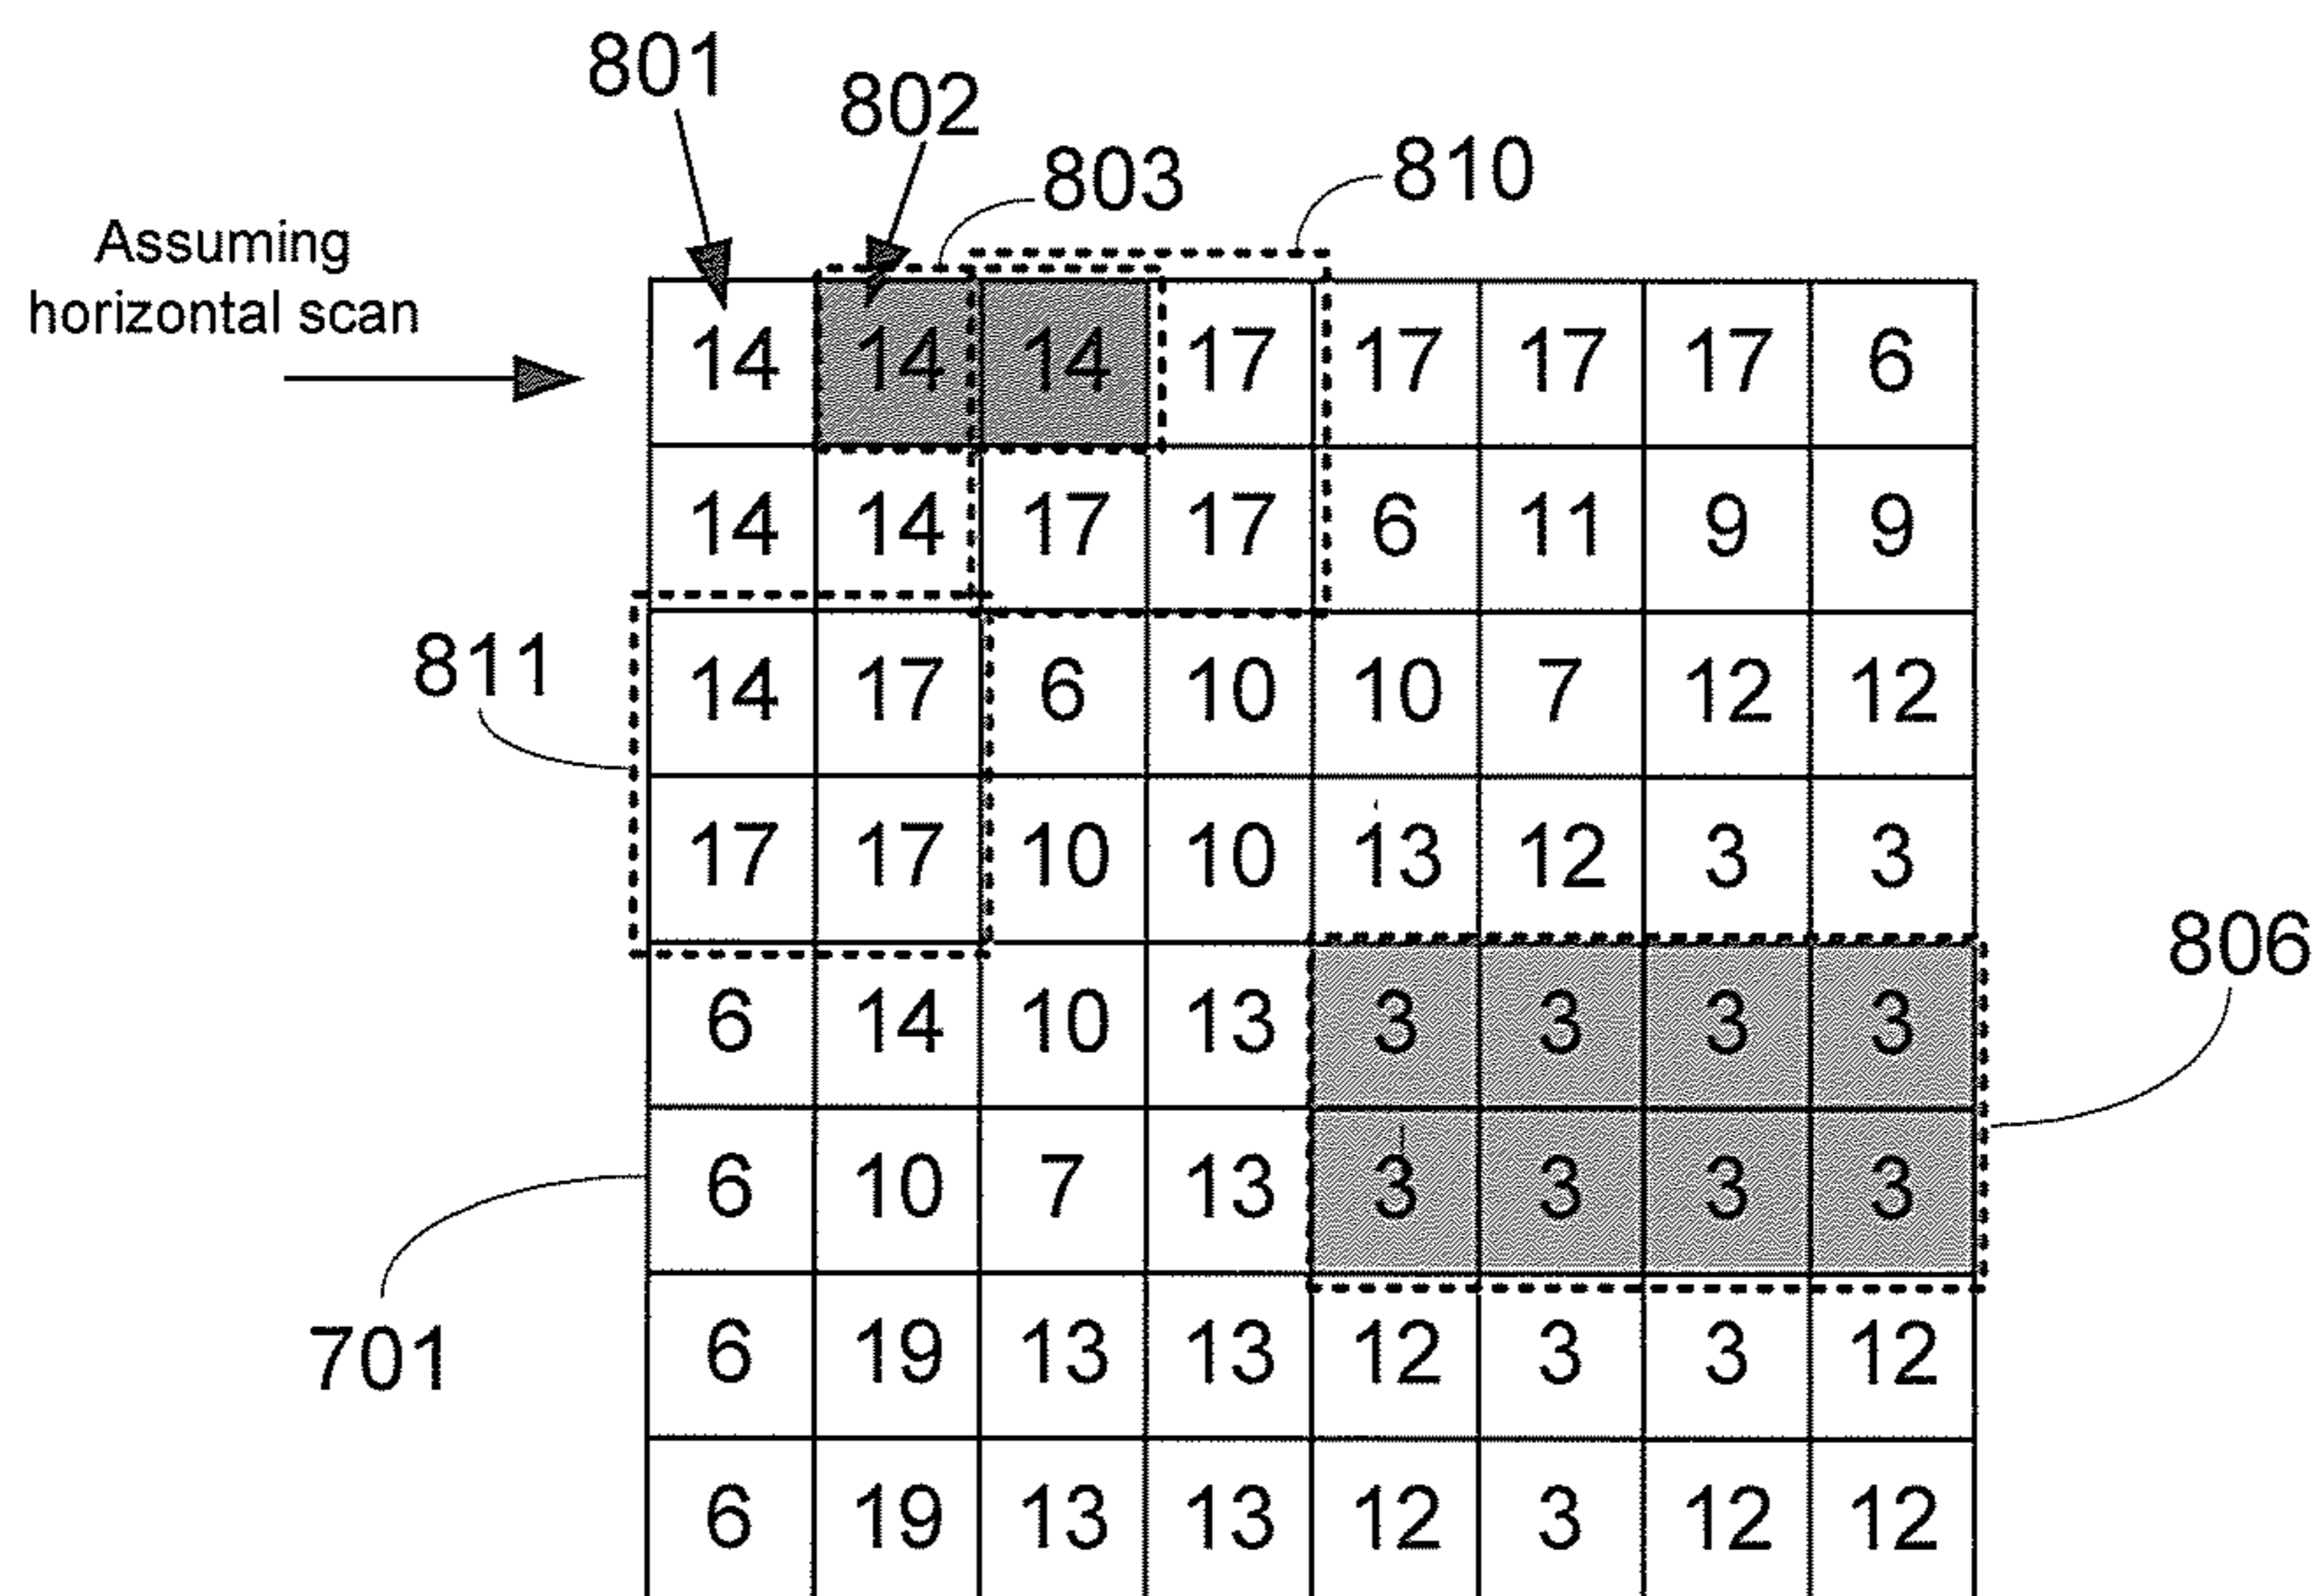 801
802
803
810
Assuming
horizontal scan
14 14 14 17 17 17 17 6
14 14 17 17 6 11 9 9
811
14 17 6 10 10 7 12 12
17 17 10 10 13 12 3 3
806
6 14 10 13 3 3 3 3
6 10 7 13 3 3 3 3
701
6 19 13 13 12 3 3 12
6 19 13 13 12 3 12 12